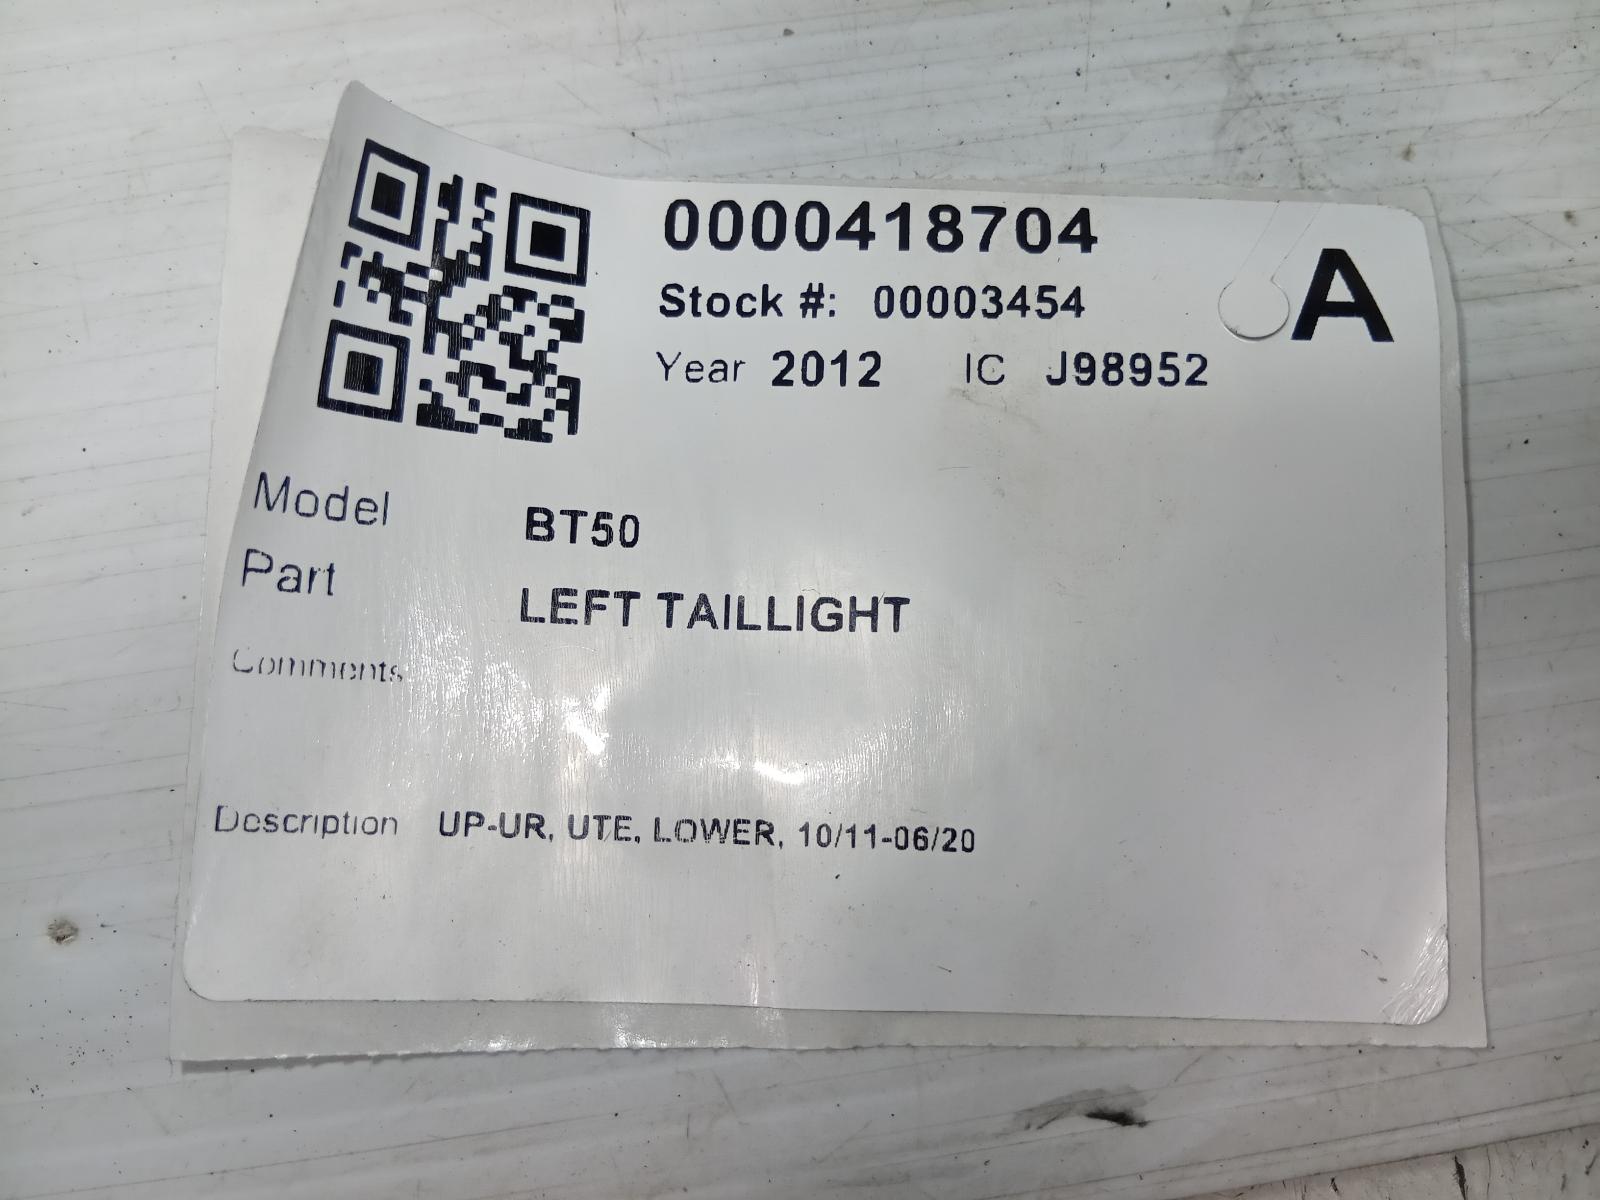 0000418704
Stock #: 00003454 A
Year 2012 IC J98952
Model BT50
Part LEFT TAILLIGHT
Comments
Description UP-UR, UTE, LOWER, 10/11-06/20